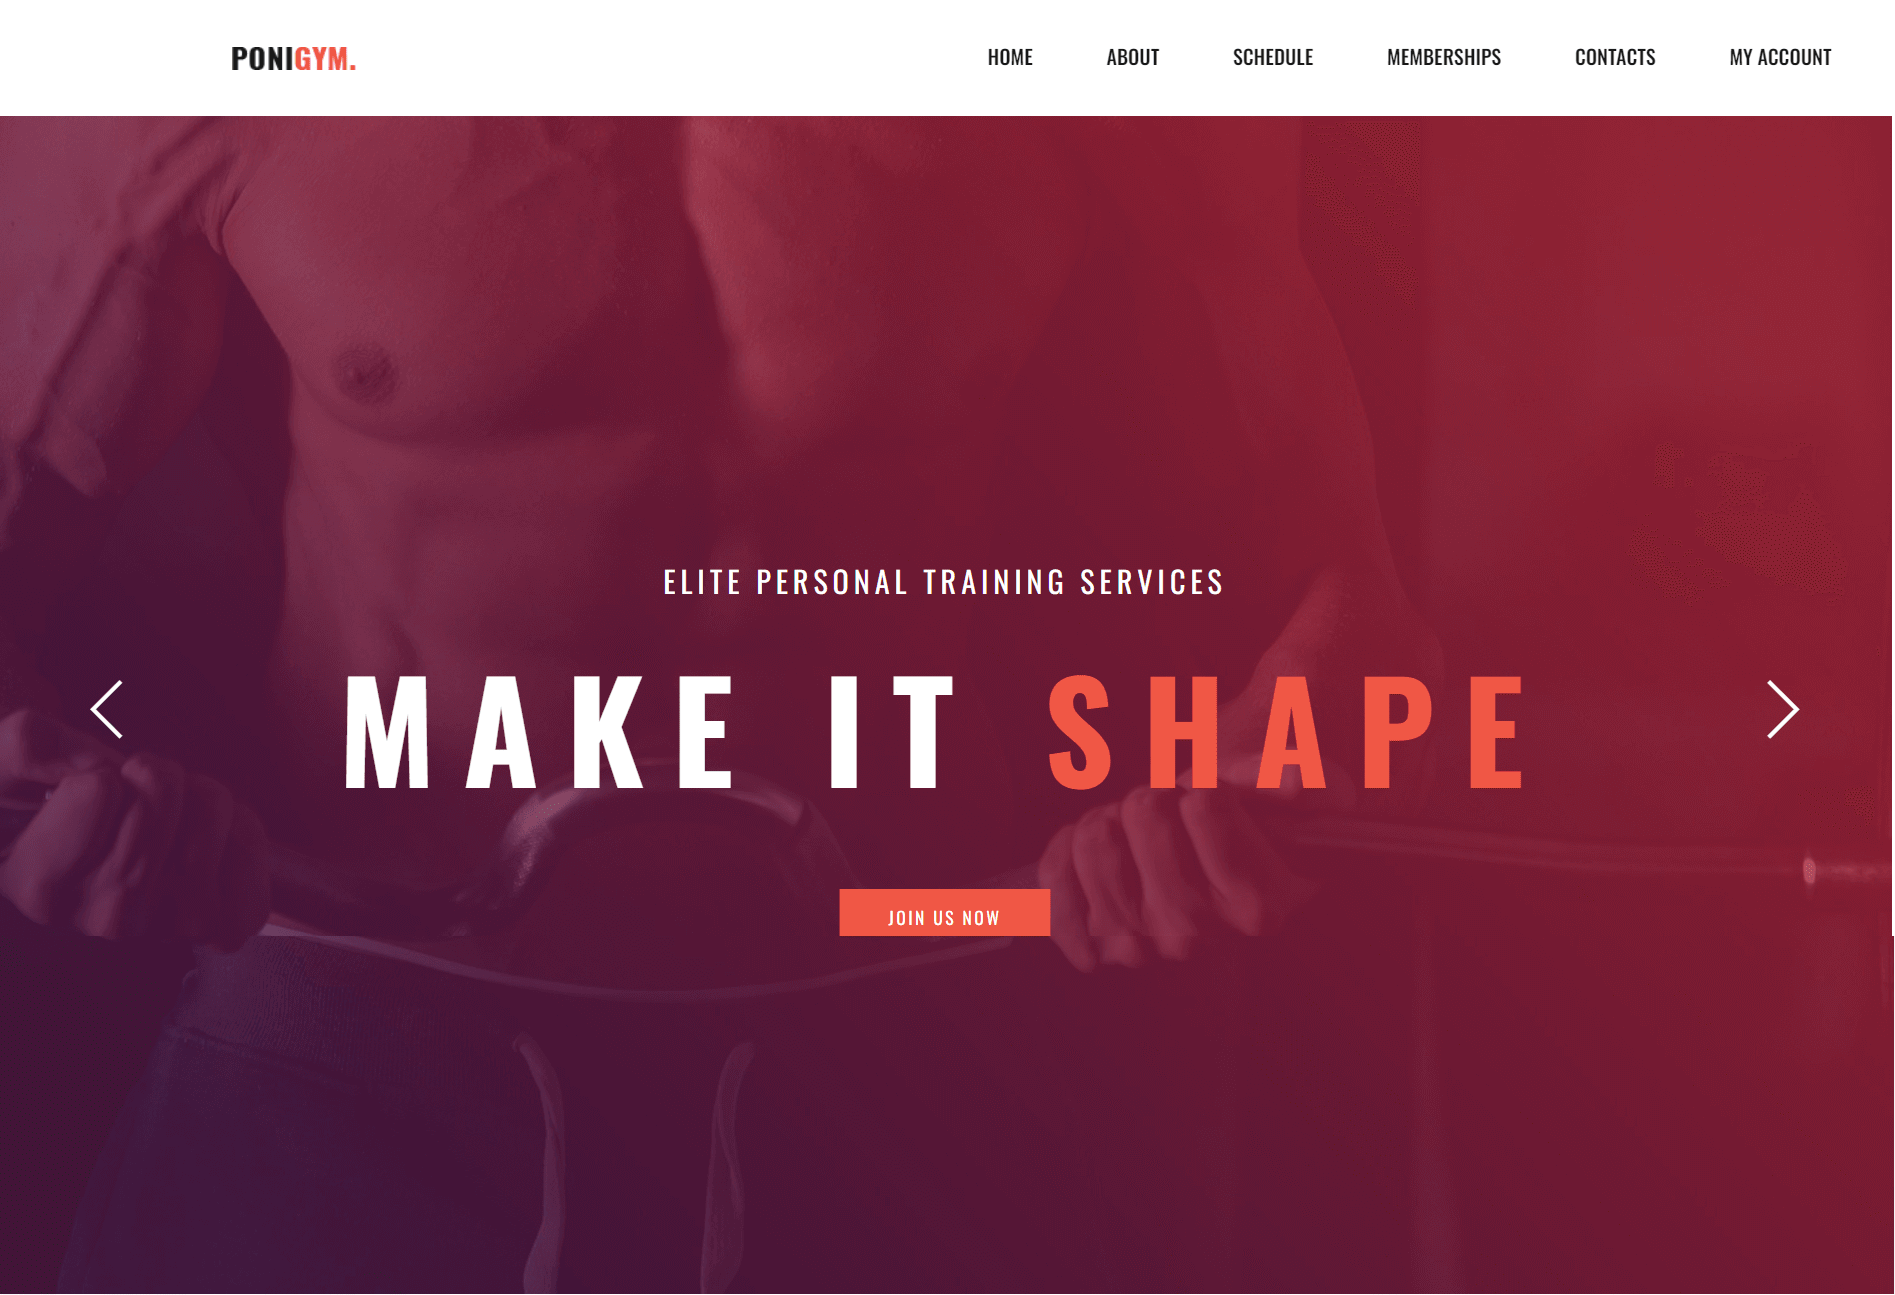 PONIGYM.
HOME ABOUT SCHEDULE MEMBERSHIPS CONTACTS MY ACCOUNT
ELITE PERSONAL TRAINING SERVICES
MAKE IT SHAPE
JOIN US NOW